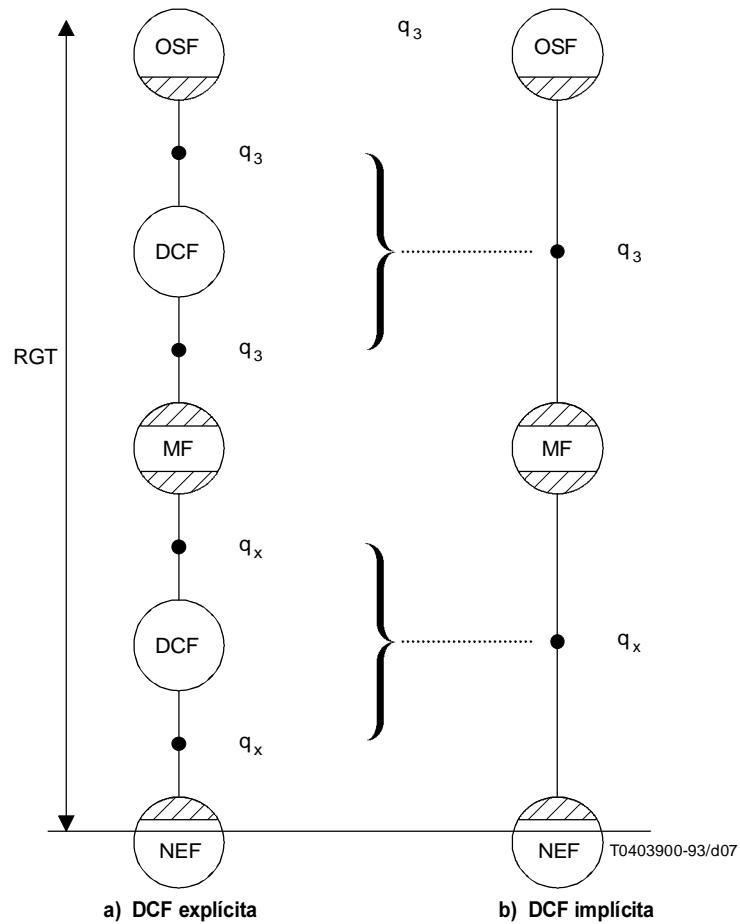 OSF q3 OSF
q3
DCF q3
RGT q3
MF MF
qx
DCF qx
qx
NEF NEF T0403900-93/d07
a) DCF explícita b) DCF implícita